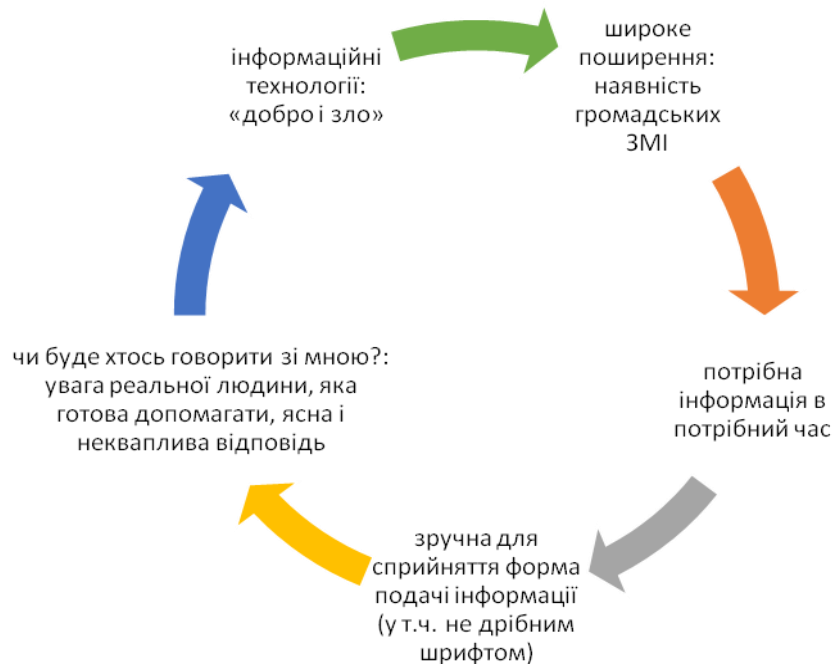 інформаційні
технології:
«добро і зло»
широке
поширення:
наявність
громадських
ЗМІ
потрібна
інформація в
потрібний час
зручна для
сприйняття форма
подачі інформації
(у т.ч. не дрібним
шрифтом)
чи буде хтось говорити зі мною?:
увага реальної людини, яка
готова допомагати, ясна і
некваплива відповідь